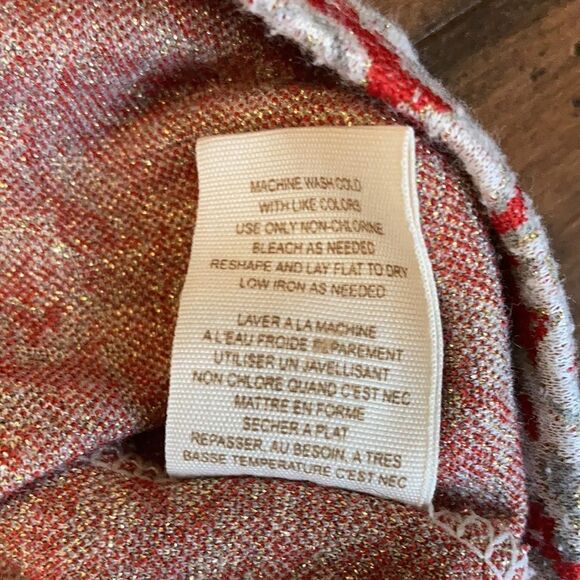 MACHINE WASH COLD
WITH LIKE COLORS
USE ONLY NON-CHLORINE
BLEACH AS NEEDED
RESHAPE AND LAY FLAT TO DRY
LOW IRON AS NEEDED
LAVER A LA MACHINE
A L'EAU FROIDE PAREMENT
UTILISER UN JAVELLISANT
NON CHLORE QUAND C'EST NEC
MATTRE EN FORME
SECHER A PLAT
REPASSER, AU BESOIN, A TRES
BASSE TEMPERATURE C'EST NEC